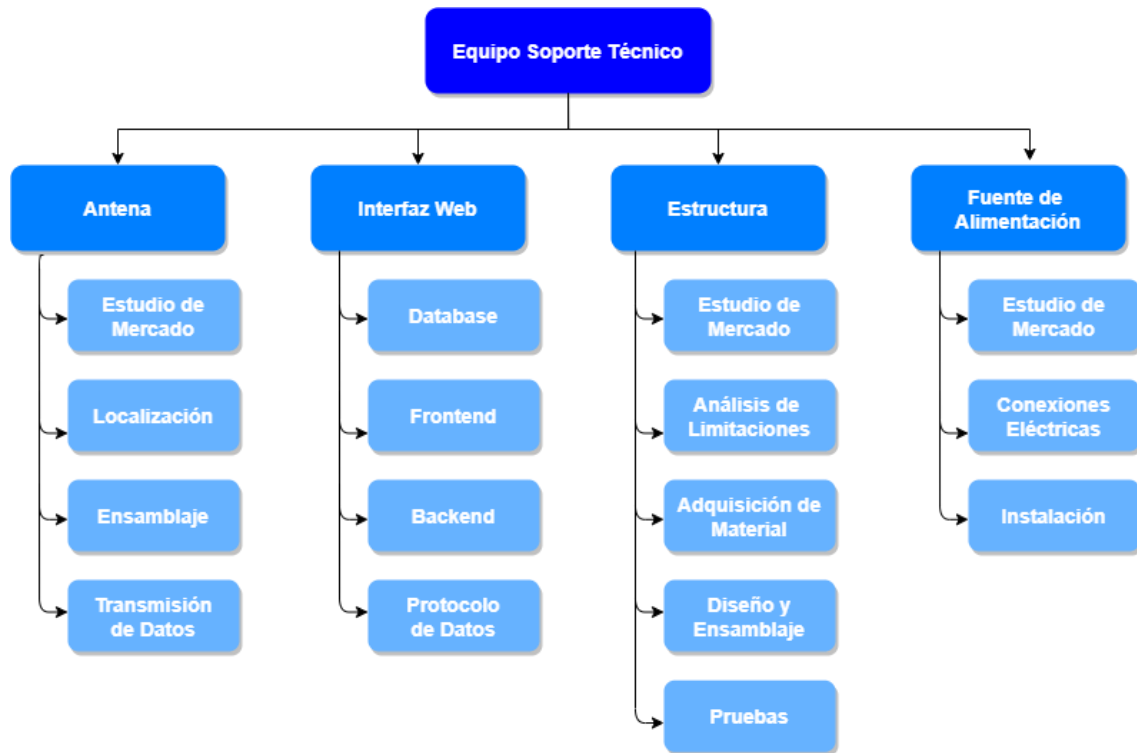 Equipo Soporte Técnico
Antena
Interfaz Web
Estructura
Fuente de
Alimentación
Estudio de
Mercado
Localización
Ensamblaje
Transmisión
de Datos
Database
Frontend
Backend
Protocolo
de Datos
Estudio de
Mercado
Análisis de
Limitaciones
Adquisición de
Material
Diseño y
Ensamblaje
Pruebas
Estudio de
Mercado
Conexiones
Eléctricas
Instalación